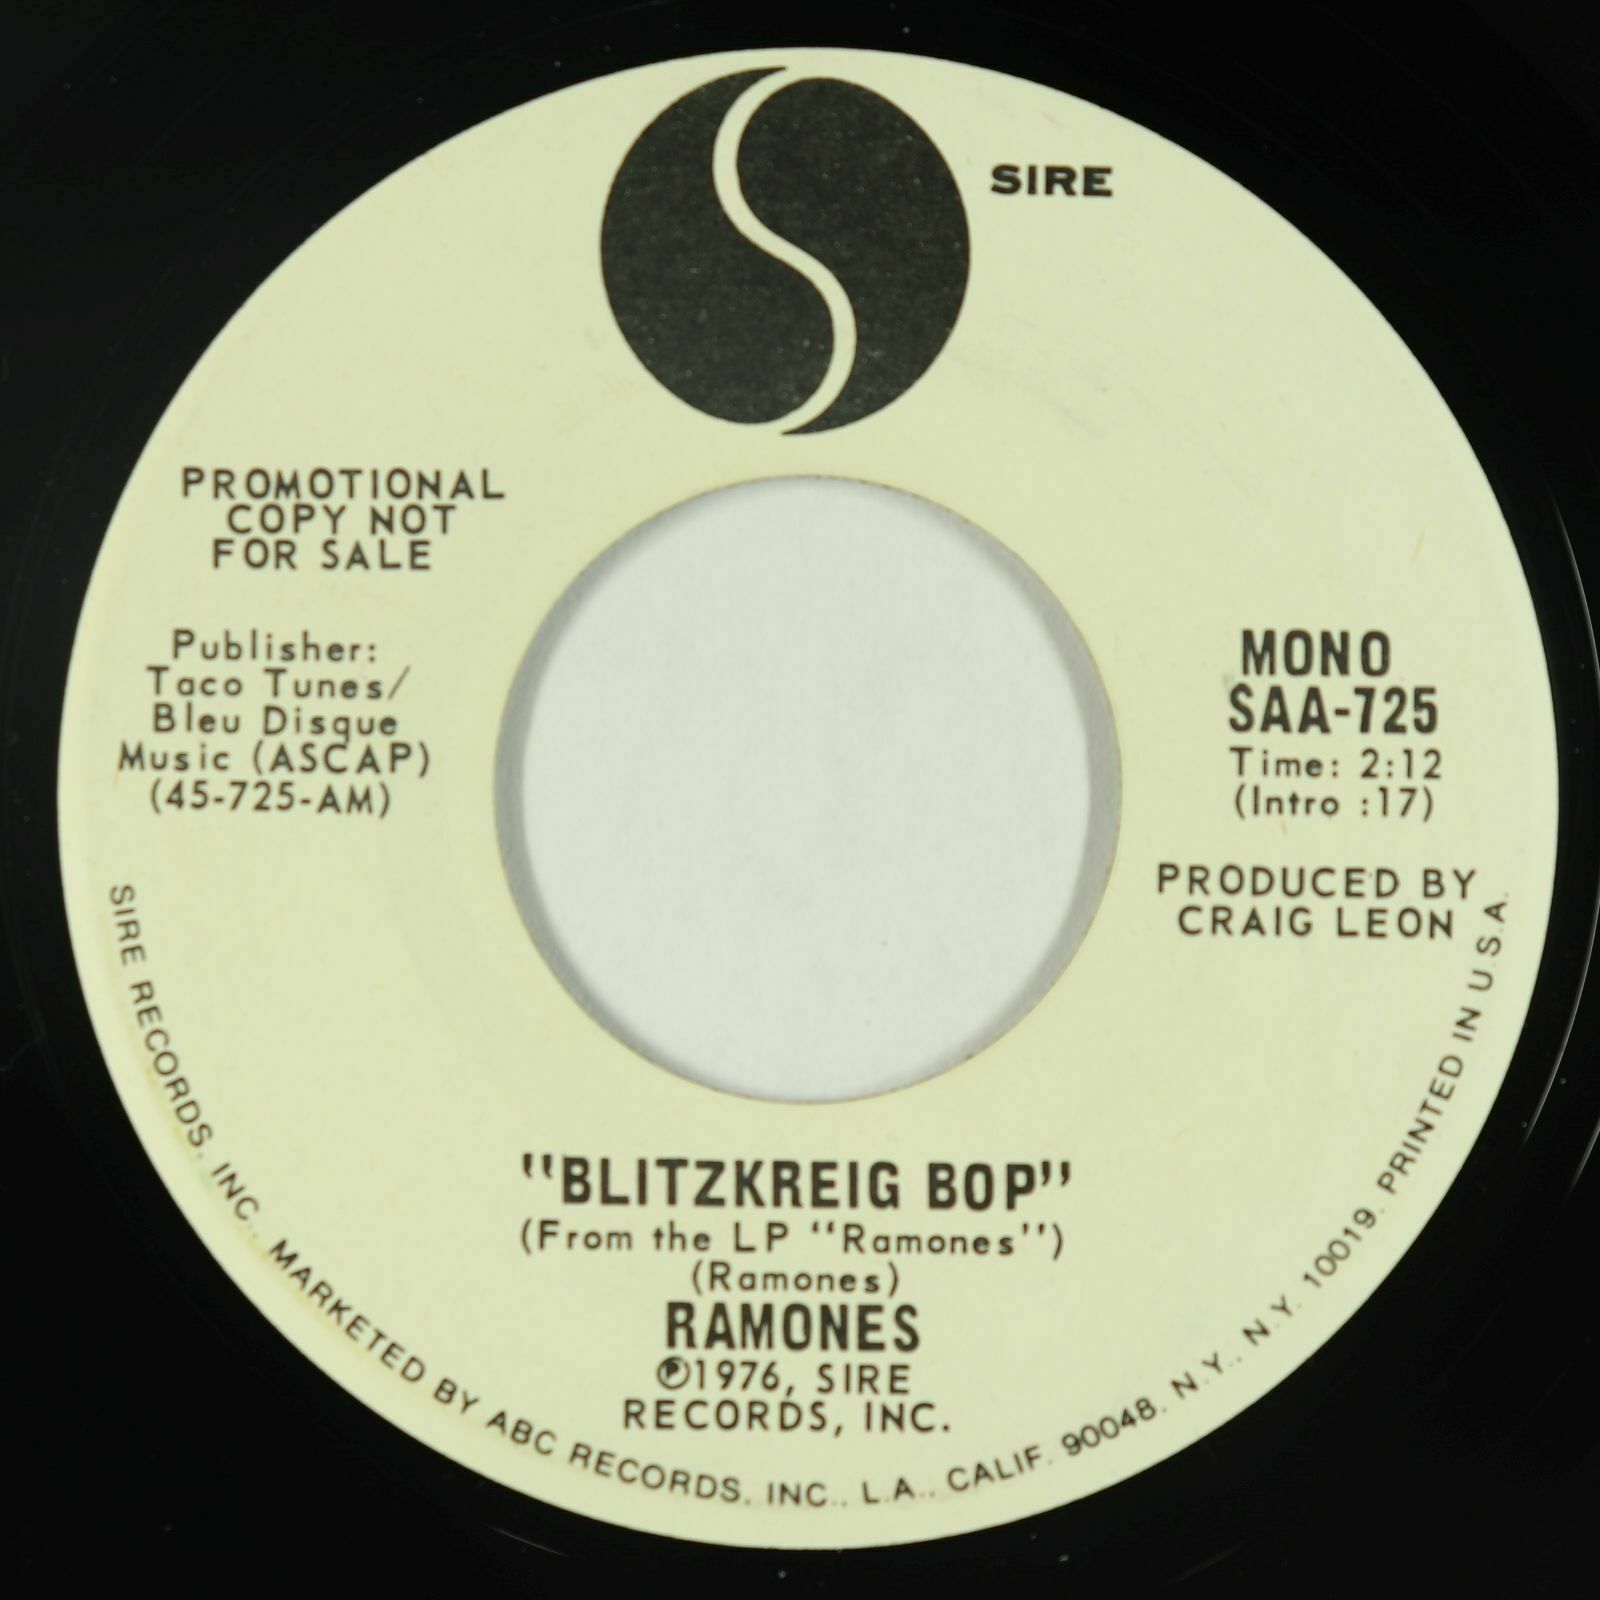 SIRE
PROMOTIONAL
COPY NOT
FOR SALE
Publisher:
Taco Tunes/
Bleu Disque
Music (ASCAP)
(45-725-AM)
MONO
SAA-725
Time: 2:12
(Intro :17)
PRODUCED BY
CRAIG LEON
"BLITZKREIG BOP"
(From the LP "Ramones")
(Ramones)
RAMONES
℗1976, SIRE
RECORDS, INC.
SIRE RECORDS, INC., MARKETED BY ABC RECORDS, INC., L.A., CALIF. 90048, N.Y., N.Y. 10019. PRINTED IN U.S.A.